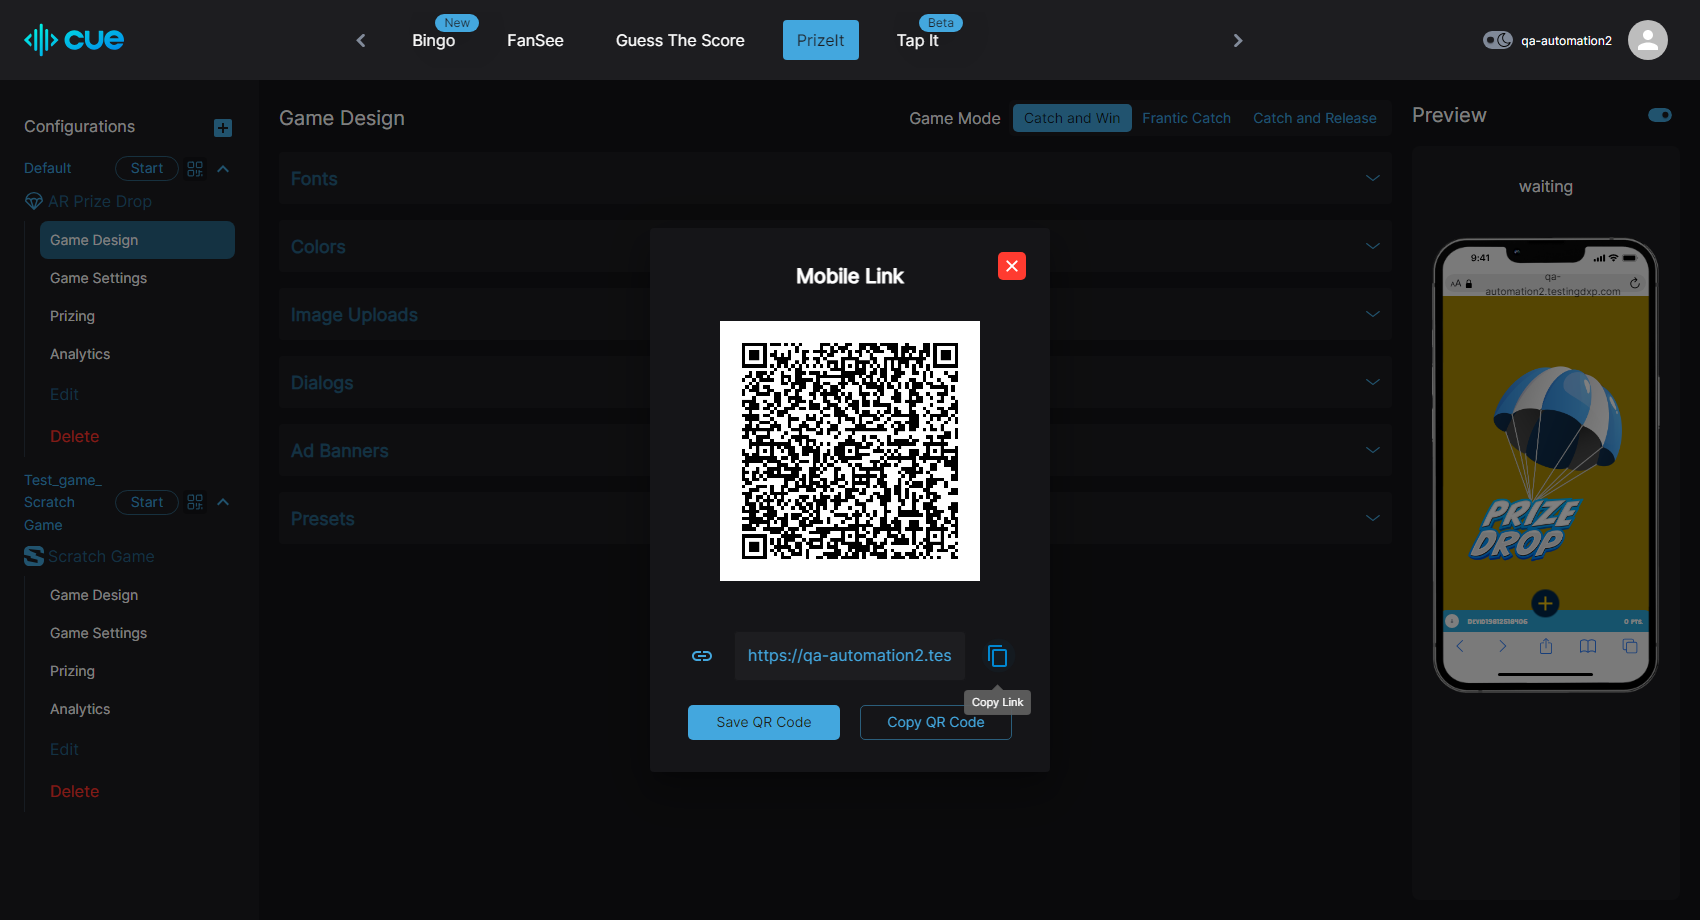 cue
New
Bingo
FanSee
Guess The Score
PrizeIt
Beta
Tap It
qa-automation2
Configurations
Default
Start
AR Prize Drop
Game Design
Game Settings
Prizing
Analytics
Edit
Delete
Test_game_
Scratch
Game
Start
Scratch Game
Game Design
Game Settings
Prizing
Analytics
Edit
Delete
Game Design
Game Mode
Catch and Win
Frantic Catch
Catch and Release
Fonts
Colors
Image Uploads
Dialogs
Ad Banners
Presets
Mobile Link
https://qa-automation2.tes
Copy Link
Save QR Code
Copy QR Code
Preview
waiting
9:41
AA
qa-
automation2.testingdxp.com
PRIZE
DROP
0 PTS.